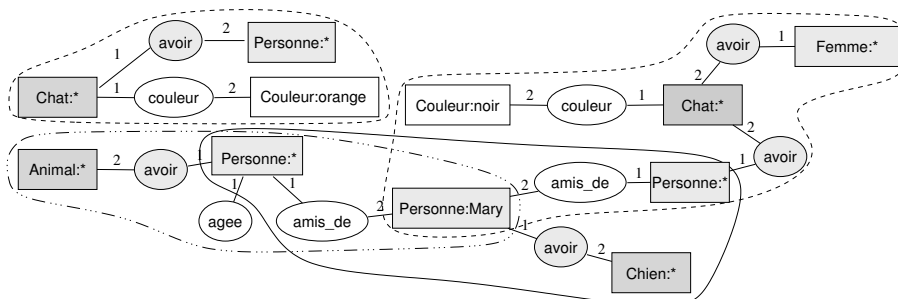 avoir 2 Personne:*
1
Chat:* 1 couleur 2 Couleur:orange
avoir 1 Femme:*
2
Couleur:noir 2 couleur 1 Chat:*
2
Animal:* 2 avoir 1 Personne:*
1 1
agee amis_de 2 Personne:Mary 2 amis_de 1 Personne:* 1 avoir
1
avoir 2 Chien:*